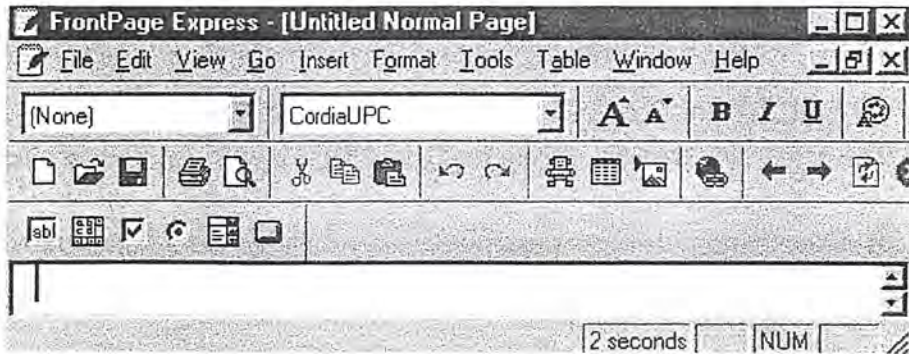 FrontPage Express - [Untitled Normal Page]
File Edit View Go Insert Format Tools Table Window Help
(None) CordiaUPC A A B I U A
abl
2 seconds NUM